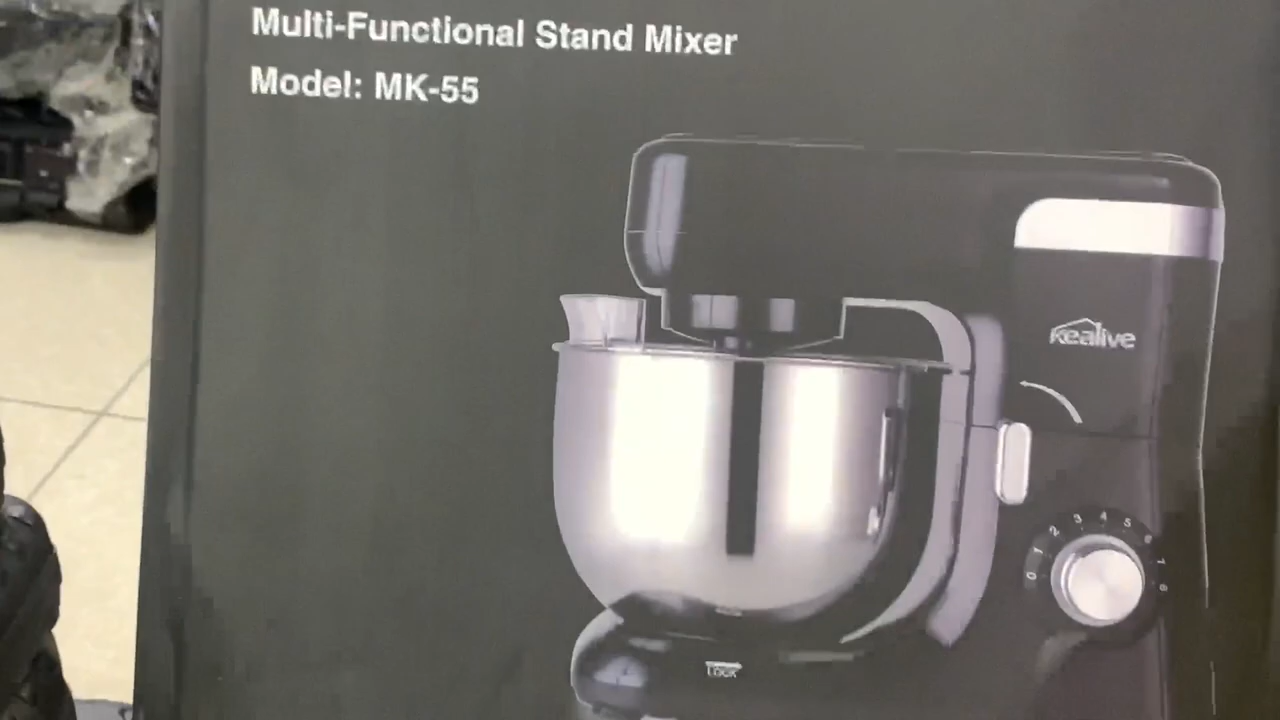 Multi-Functional Stand Mixer
Model: MK-55
Kealive
0 1 2 3 4 5 6 7 8
LOCK